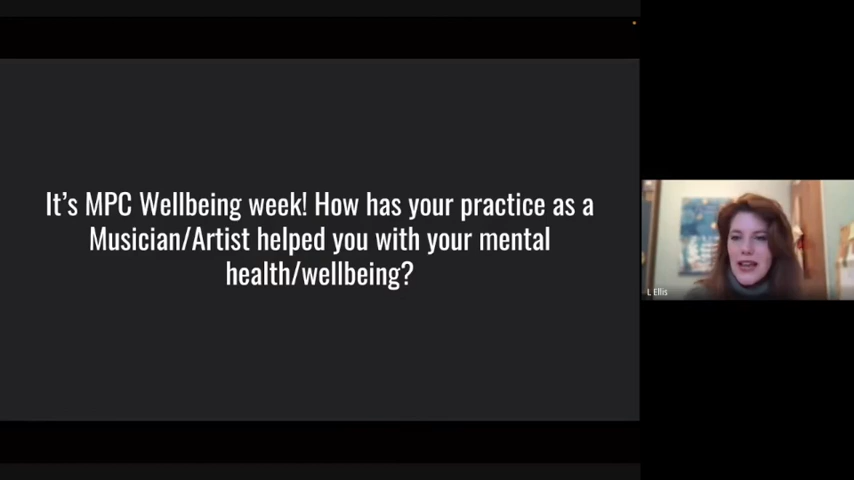 It's MPC Wellbeing week! How has your practice as a
Musician/Artist helped you with your mental
health/wellbeing?
L Ellis